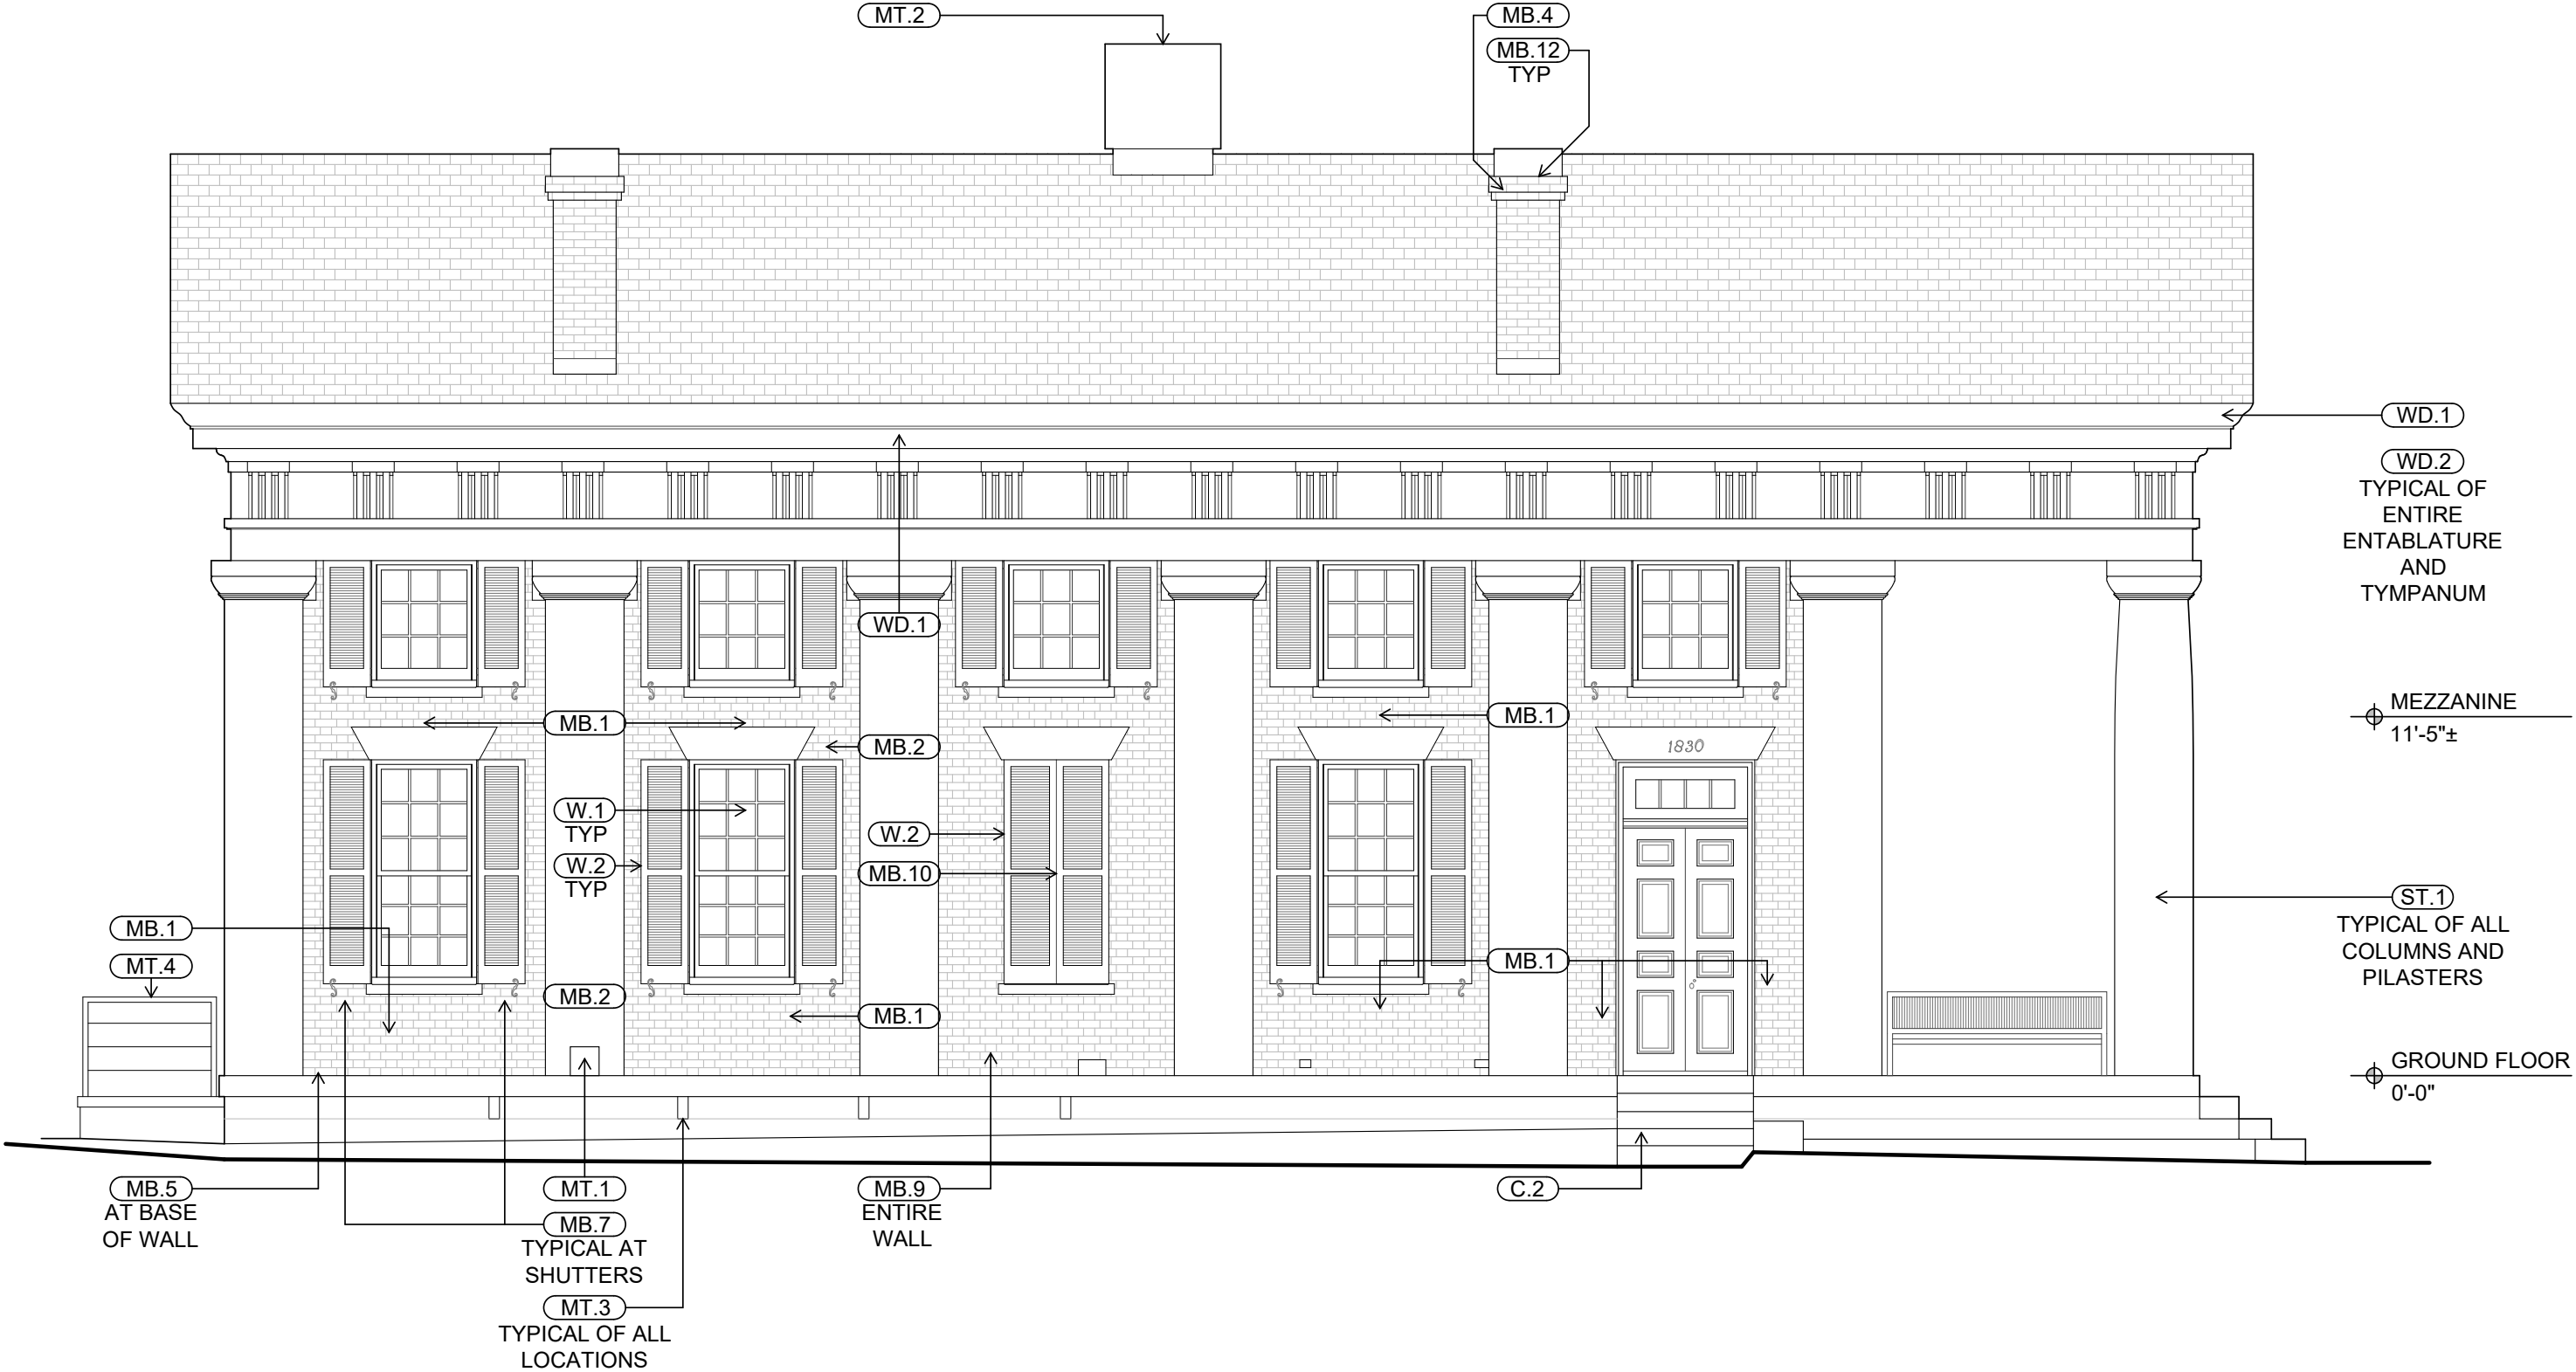 MT.2
MB.4
MB.12
TYP
WD.1
WD.2
TYPICAL OF
ENTIRE
ENTABLATURE
AND
TYMPANUM
WD.1
MB.1
MB.2
MB.1
1830
MEZZANINE
11'-5"±
W.1
TYP
W.2
TYP
W.2
MB.10
ST.1
TYPICAL OF ALL
COLUMNS AND
PILASTERS
MB.1
MT.4
MB.2
MB.1
MB.1
GROUND FLOOR
0'-0"
MB.5
AT BASE
OF WALL
MT.1
MB.7
TYPICAL AT
SHUTTERS
MT.3
TYPICAL OF ALL
LOCATIONS
MB.9
ENTIRE
WALL
C.2